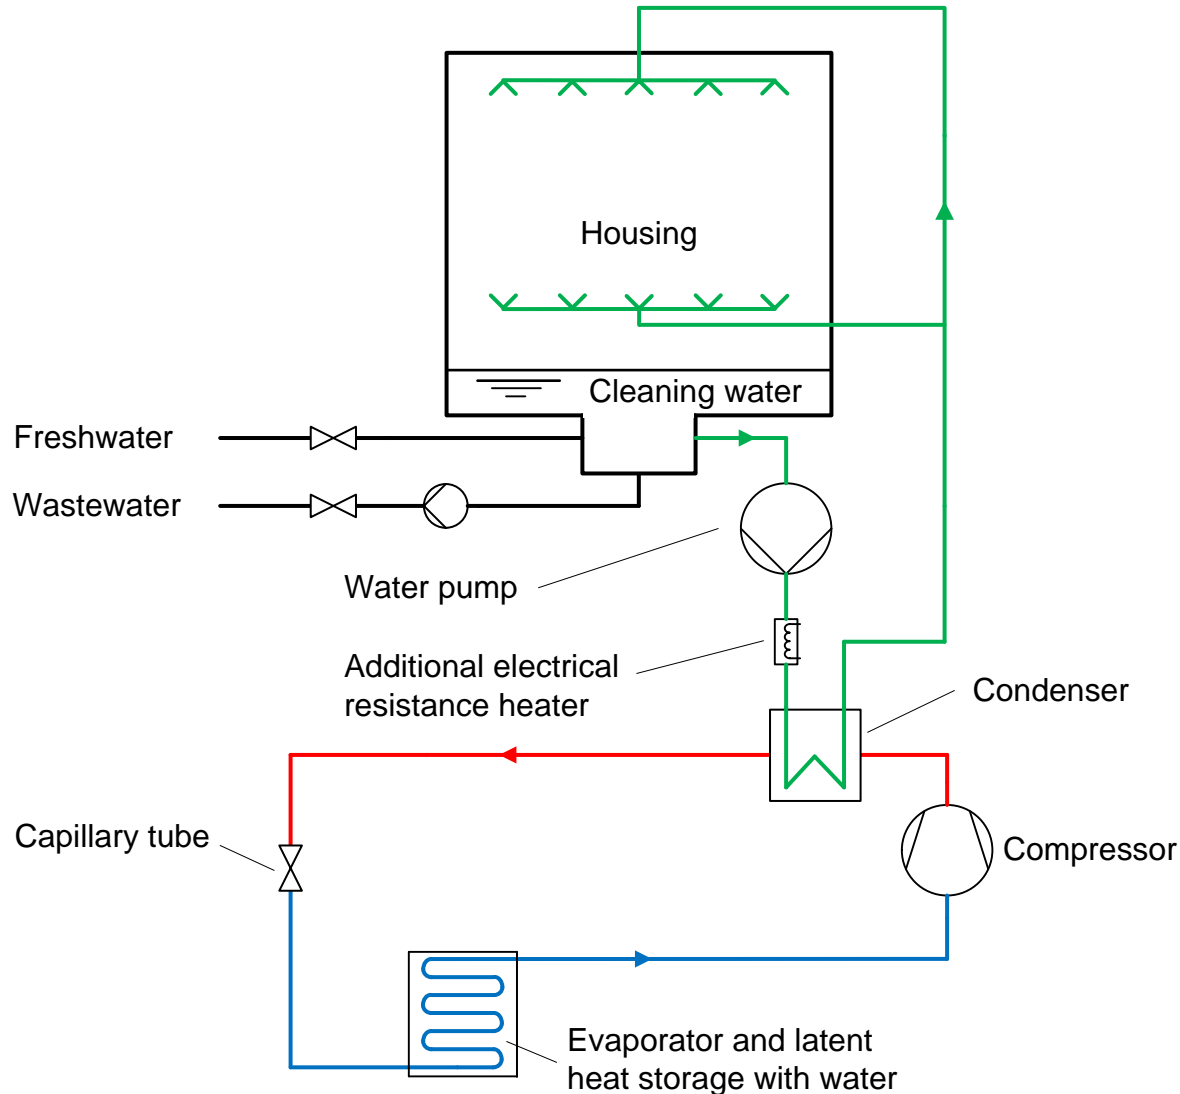 Housing
Cleaning water
Freshwater
Wastewater
Water pump
Additional electrical
resistance heater
Condenser
Capillary tube
Compressor
Evaporator and latent
heat storage with water